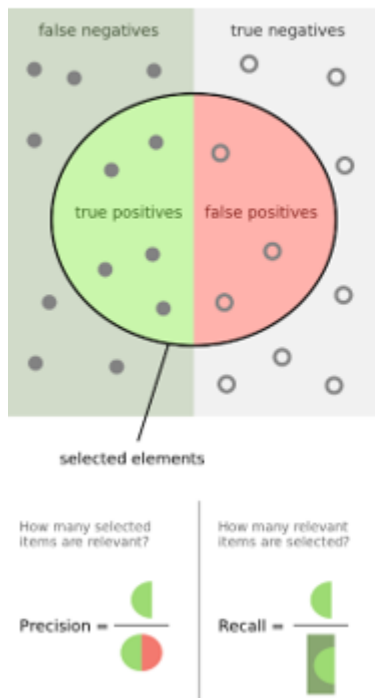 false negatives
true negatives
true positives
false positives
selected elements
How many selected
items are relevant?
How many relevant
items are selected?
Precision =
Recall =